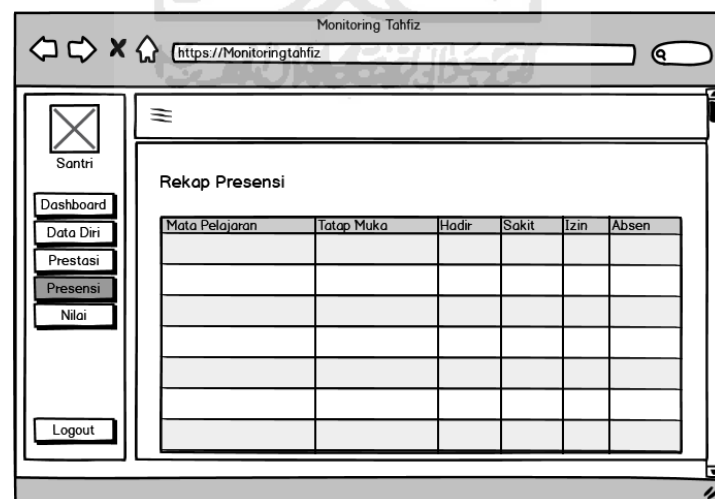 Monitoring Tahfiz
https://Monitoringtahfiz
Santri
Dashboard
Data Diri
Prestasi
Presensi
Nilai
Logout
Rekap Presensi
Mata Pelajaran Tatap Muka Hadir Sakit Izin Absen